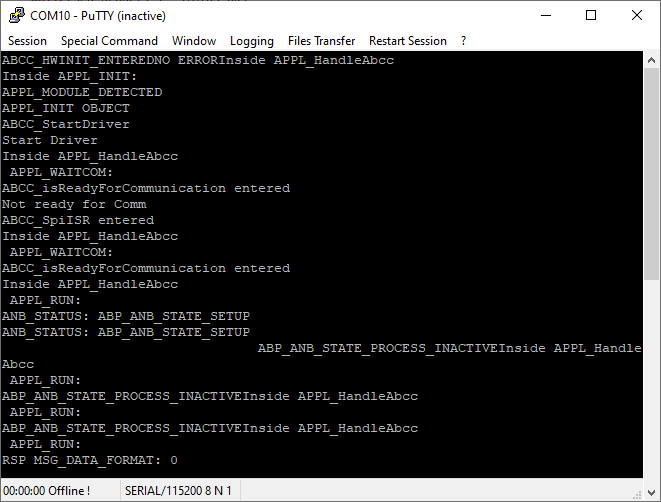 COM10 - PuTTY (inactive)
Session Special Command Window Logging Files Transfer Restart Session ?
ABCC_HWINIT_ENTEREDNO ERRORInside APPL_HandleAbcc
Inside APPL_INIT:
APPL_MODULE_DETECTED
APPL_INIT OBJECT
ABCC_StartDriver
Start Driver
Inside APPL_HandleAbcc
APPL_WAITCOM:
ABCC_isReadyForCommunication entered
Not ready for Comm
ABCC_SpiISR entered
Inside APPL_HandleAbcc
APPL_WAITCOM:
ABCC_isReadyForCommunication entered
Inside APPL_HandleAbcc
APPL_RUN:
ANB_STATUS: ABP_ANB_STATE_SETUP
ANB_STATUS: ABP_ANB_STATE_SETUP
ABP_ANB_STATE_PROCESS_INACTIVEInside APPL_Handle
Abcc
APPL_RUN:
ABP_ANB_STATE_PROCESS_INACTIVEInside APPL_HandleAbcc
APPL_RUN:
ABP_ANB_STATE_PROCESS_INACTIVEInside APPL_HandleAbcc
APPL_RUN:
RSP MSG_DATA_FORMAT: 0
00:00:00 Offline ! SERIAL/115200 8 N 1